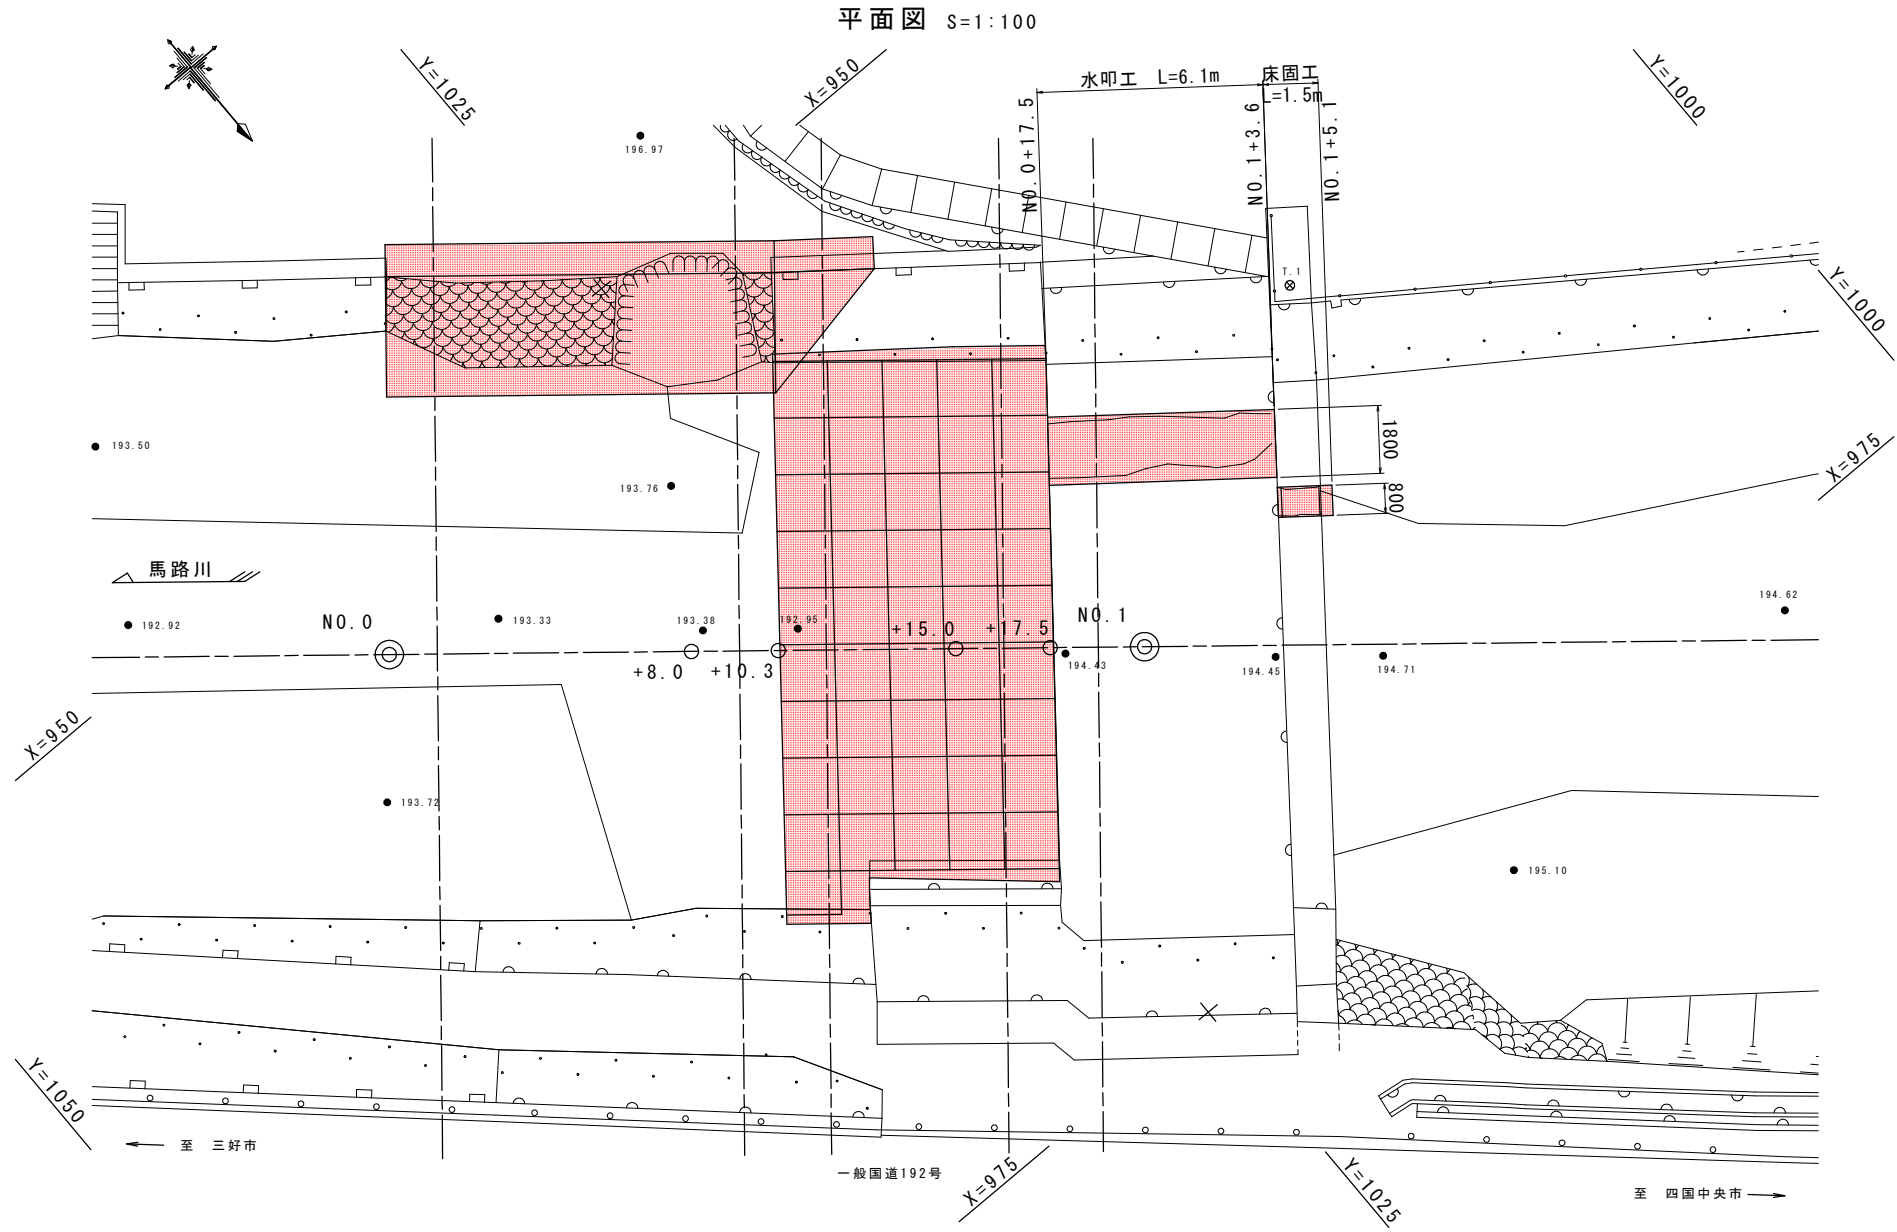 平面図 S=1:100
Y=1025
X=950
水叩工 L=6.1m
床固工
L=1.5m
Y=1000
196.97
NO.0+17.5
NO.1+3.6
NO.1+5.1
T.1
Y=1000
193.50
193.76
1800
800
X=975
馬路川
192.92
NO.0
193.33
193.38
192.95
+15.0
+17.5
NO.1
194.62
+8.0
+10.3
194.43
194.45
194.71
X=950
193.72
195.10
Y=1050
至 三好市
一般国道192号
X=975
Y=1025
至 四国中央市